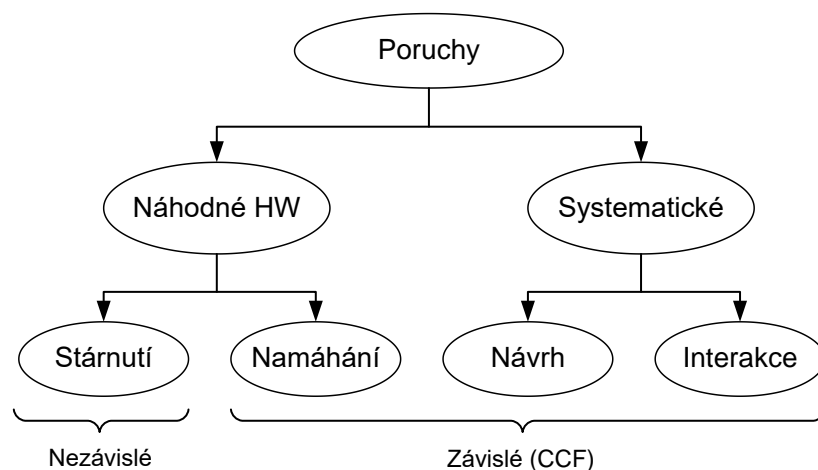 Poruchy
Náhodné HW
Systematické
Stárnutí
Namáhání
Návrh
Interakce
Nezávislé
Závislé (CCF)